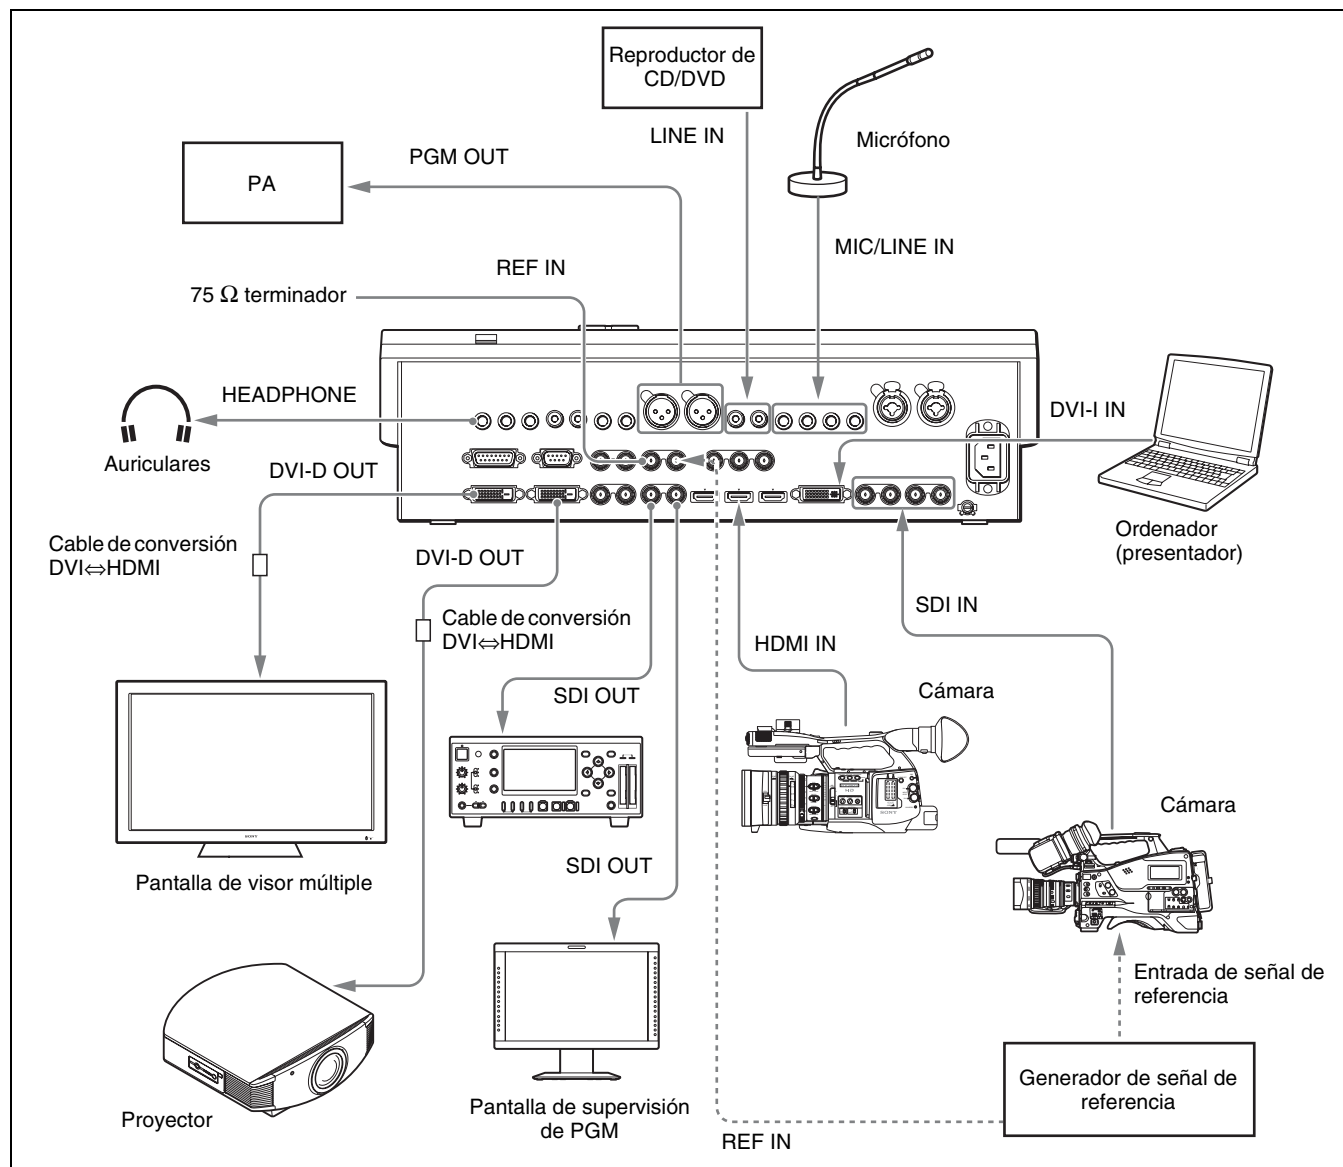 Reproductor de
CD/DVD
LINE IN
Micrófono
PGM OUT
PA
MIC/LINE IN
REF IN
75 Ω terminador
HEADPHONE
DVI-I IN
Auriculares
DVI-D OUT
Ordenador
(presentador)
Cable de conversión
DVI⇔HDMI
DVI-D OUT
SDI IN
Cable de conversión
DVI⇔HDMI
HDMI IN
SDI OUT
Cámara
Cámara
SONY
SONY
Pantalla de visor múltiple
SDI OUT
Entrada de señal de
referencia
Generador de señal de
referencia
Proyector
Pantalla de supervisión
de PGM
REF IN